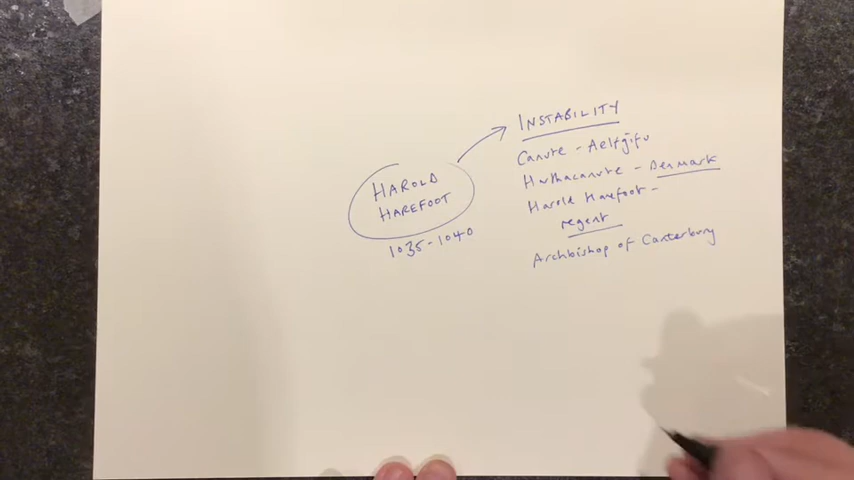 HAROLD
HAREFOOT
1035-1040
INSTABILITY
Canute - Aelfgifu
Harthacanute - Denmark
Harold Harefoot -
regent
Archbishop of Canterbury